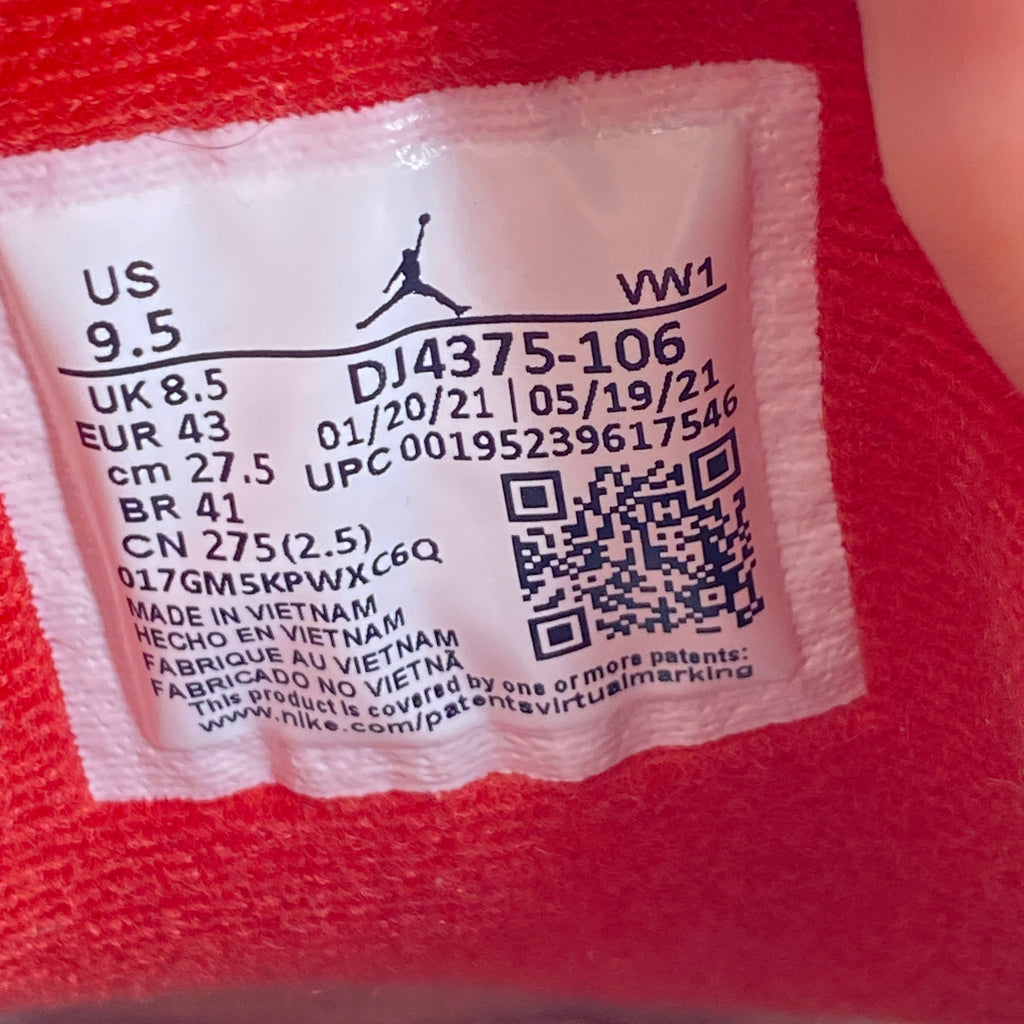 US
9.5
VW1
UK 8.5
EUR 43
cm 27.5
BR 41
CN 275(2.5)
DJ4375-106
01/20/21 | 05/19/21
UPC 00195239617546
017GM5KPWXC6Q
MADE IN VIETNAM
HECHO EN VIETNAM
FABRIQUE AU VIETNAM
FABRICADO NO VIETNÃ
This product is covered by one or more patents:
www.nike.com/patentsvirtualmarking